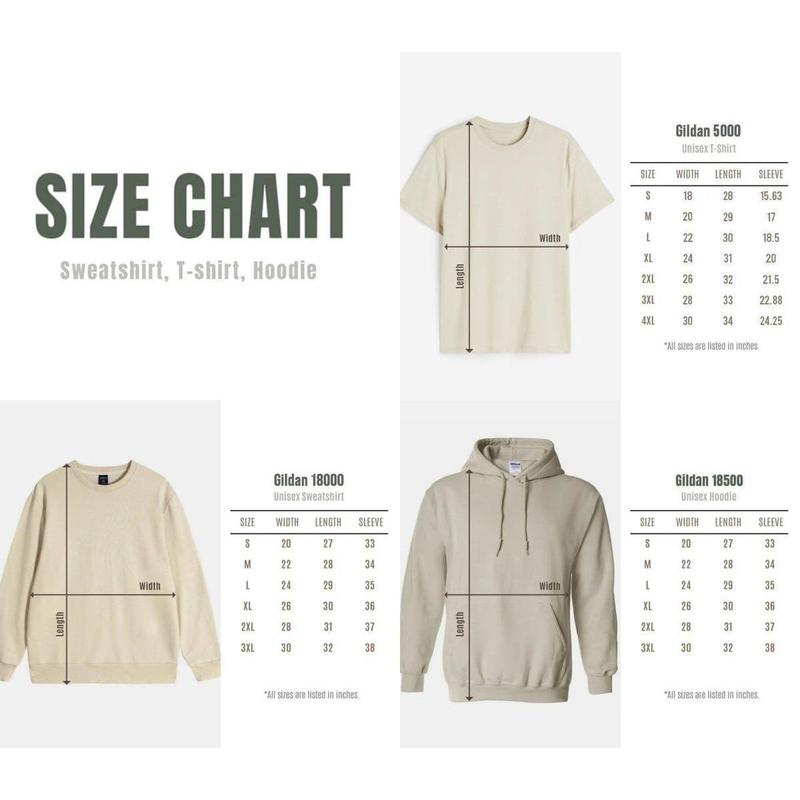 SIZE CHART
Sweatshirt, T-shirt, Hoodie
Width
Length
Gildan 5000
Unisex T-Shirt
SIZE WIDTH LENGTH SLEEVE
S 18 28 15.63
M 20 29 17
L 22 30 18.5
XL 24 31 20
2XL 26 32 21.5
3XL 28 33 22.88
4XL 30 34 24.25
*All sizes are listed in inches.
Width
Length
Gildan 18000
Unisex Sweatshirt
SIZE WIDTH LENGTH SLEEVE
S 20 27 33
M 22 28 34
L 24 29 35
XL 26 30 36
2XL 28 31 37
3XL 30 32 38
*All sizes are listed in inches.
Width
Length
Gildan 18500
Unisex Hoodie
SIZE WIDTH LENGTH SLEEVE
S 20 27 33
M 22 28 34
L 24 29 35
XL 26 30 36
2XL 28 31 37
3XL 30 32 38
*All sizes are listed in inches.